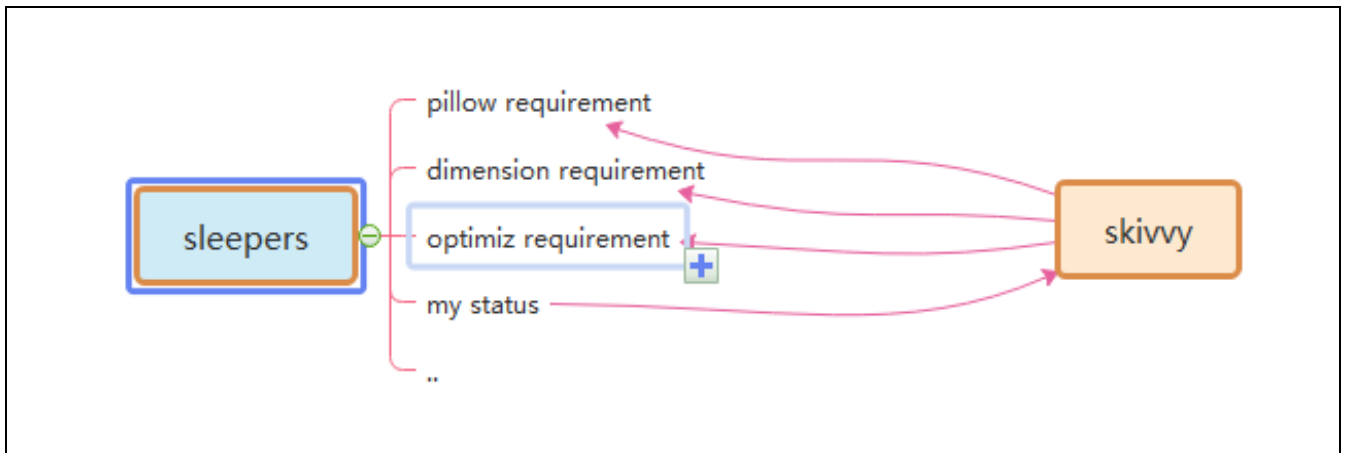 pillow requirement
dimension requirement
sleepers
optimiz requirement
skivvy
my status
..